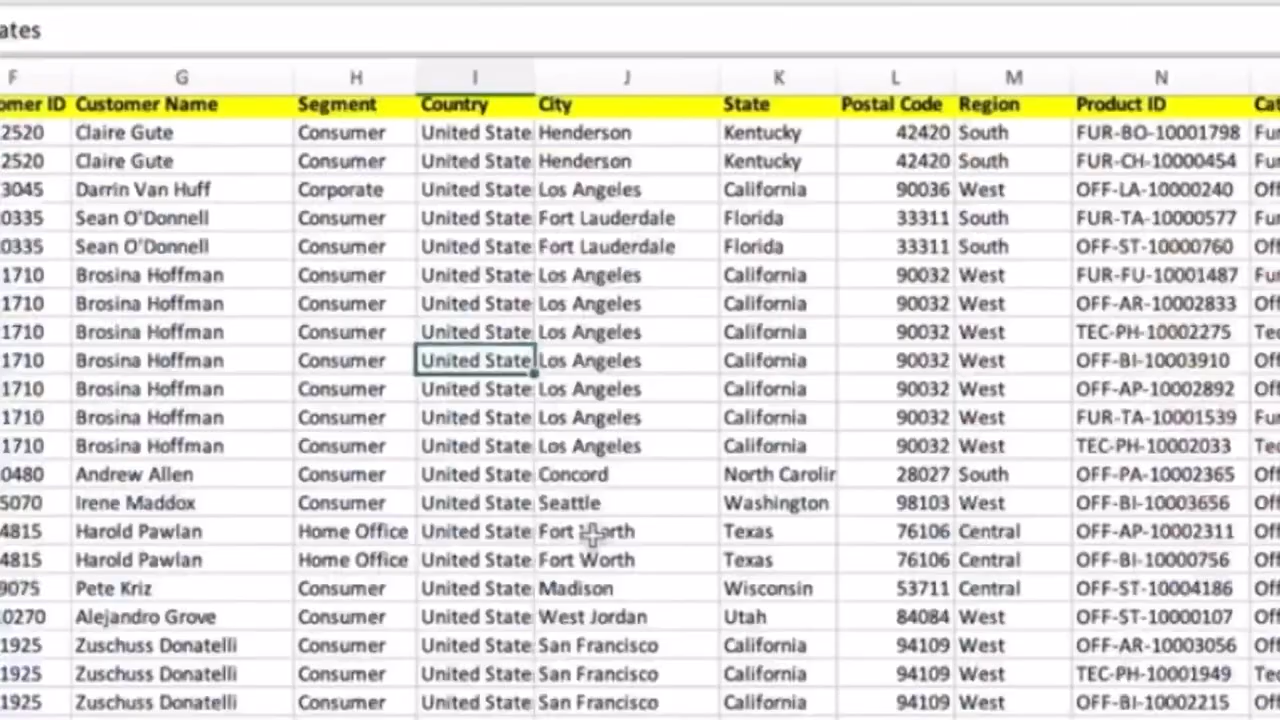 ates
F G H I J K L M N
omer ID Customer Name Segment Country City State Postal Code Region Product ID Cat
2520 Claire Gute Consumer United State Henderson Kentucky 42420 South FUR-BO-10001798 Fur
2520 Claire Gute Consumer United State Henderson Kentucky 42420 South FUR-CH-10000454 Fur
3045 Darrin Van Huff Corporate United State Los Angeles California 90036 West OFF-LA-10000240 Off
0335 Sean O'Donnell Consumer United State Fort Lauderdale Florida 33311 South FUR-TA-10000577 Fur
0335 Sean O'Donnell Consumer United State Fort Lauderdale Florida 33311 South OFF-ST-10000760 Off
1710 Brosina Hoffman Consumer United State Los Angeles California 90032 West FUR-FU-10001487 Fur
1710 Brosina Hoffman Consumer United State Los Angeles California 90032 West OFF-AR-10002833 Off
1710 Brosina Hoffman Consumer United State Los Angeles California 90032 West TEC-PH-10002275 Tec
1710 Brosina Hoffman Consumer United State Los Angeles California 90032 West OFF-BI-10003910 Off
1710 Brosina Hoffman Consumer United State Los Angeles California 90032 West OFF-AP-10002892 Off
1710 Brosina Hoffman Consumer United State Los Angeles California 90032 West FUR-TA-10001539 Fur
1710 Brosina Hoffman Consumer United State Los Angeles California 90032 West TEC-PH-10002033 Tec
0480 Andrew Allen Consumer United State Concord North Carolin 28027 South OFF-PA-10002365 Off
5070 Irene Maddox Consumer United State Seattle Washington 98103 West OFF-BI-10003656 Off
4815 Harold Pawlan Home Office United State Fort Worth Texas 76106 Central OFF-AP-10002311 Off
4815 Harold Pawlan Home Office United State Fort Worth Texas 76106 Central OFF-BI-10000756 Off
9075 Pete Kriz Consumer United State Madison Wisconsin 53711 Central OFF-ST-10004186 Off
0270 Alejandro Grove Consumer United State West Jordan Utah 84084 West OFF-ST-10000107 Off
1925 Zuschuss Donatelli Consumer United State San Francisco California 94109 West OFF-AR-10003056 Off
1925 Zuschuss Donatelli Consumer United State San Francisco California 94109 West TEC-PH-10001949 Tec
1925 Zuschuss Donatelli Consumer United State San Francisco California 94109 West OFF-BI-10002215 Off